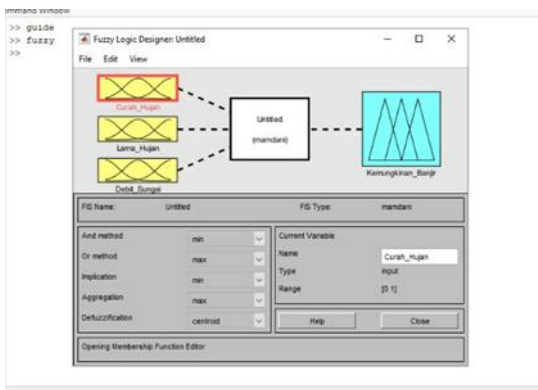 Command Window
>> guide
>> fuzzy
>>
Fuzzy Logic Designer: Untitled
File Edit View
Curah_Hujan
Lama_Hujan
Debit_Sungai
Untitled
(mamdani)
Kemungkinan_Banjir
FIS Name: Untitled FIS Type: mamdani
And method min
Or method max
Implication min
Aggregation max
Defuzzification centroid
Current Variable
Name Curah_Hujan
Type input
Range [0 1]
Help Close
Opening Membership Function Editor